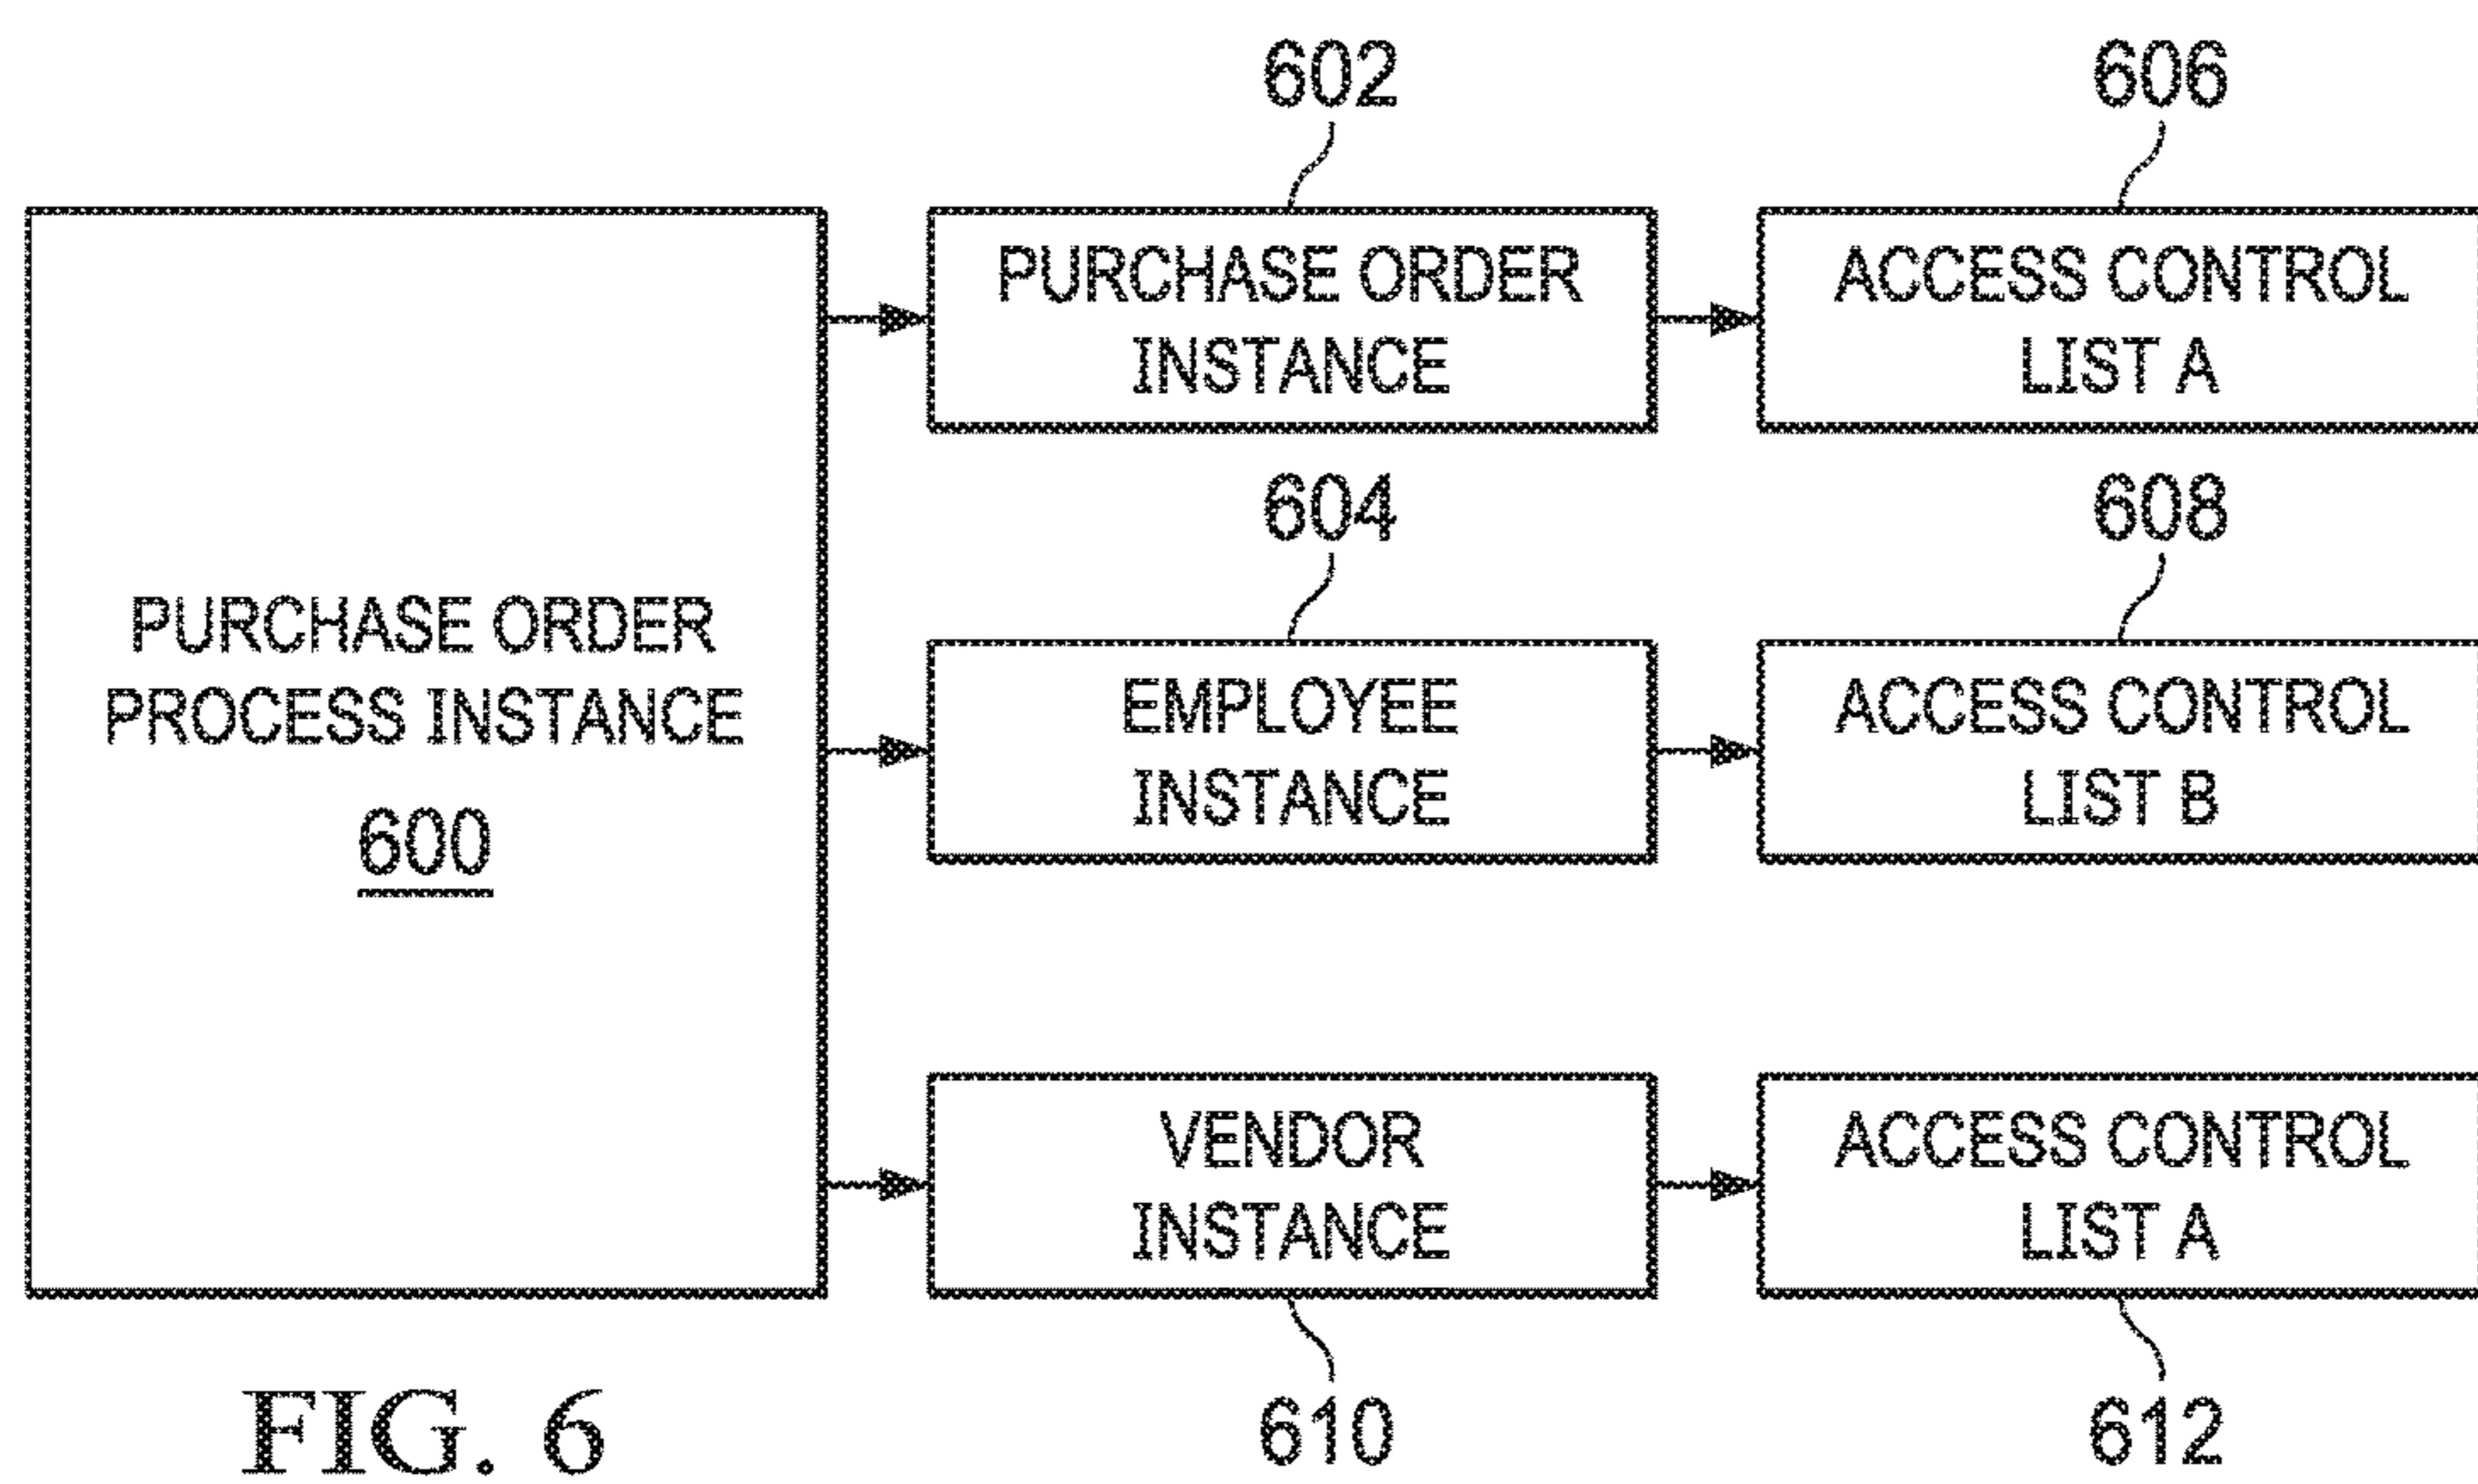 602
606
PURCHASE ORDER
INSTANCE
ACCESS CONTROL
LIST A
604
608
PURCHASE ORDER
PROCESS INSTANCE
600
EMPLOYEE
INSTANCE
ACCESS CONTROL
LIST B
VENDOR
INSTANCE
ACCESS CONTROL
LIST A
610
612
FIG. 6